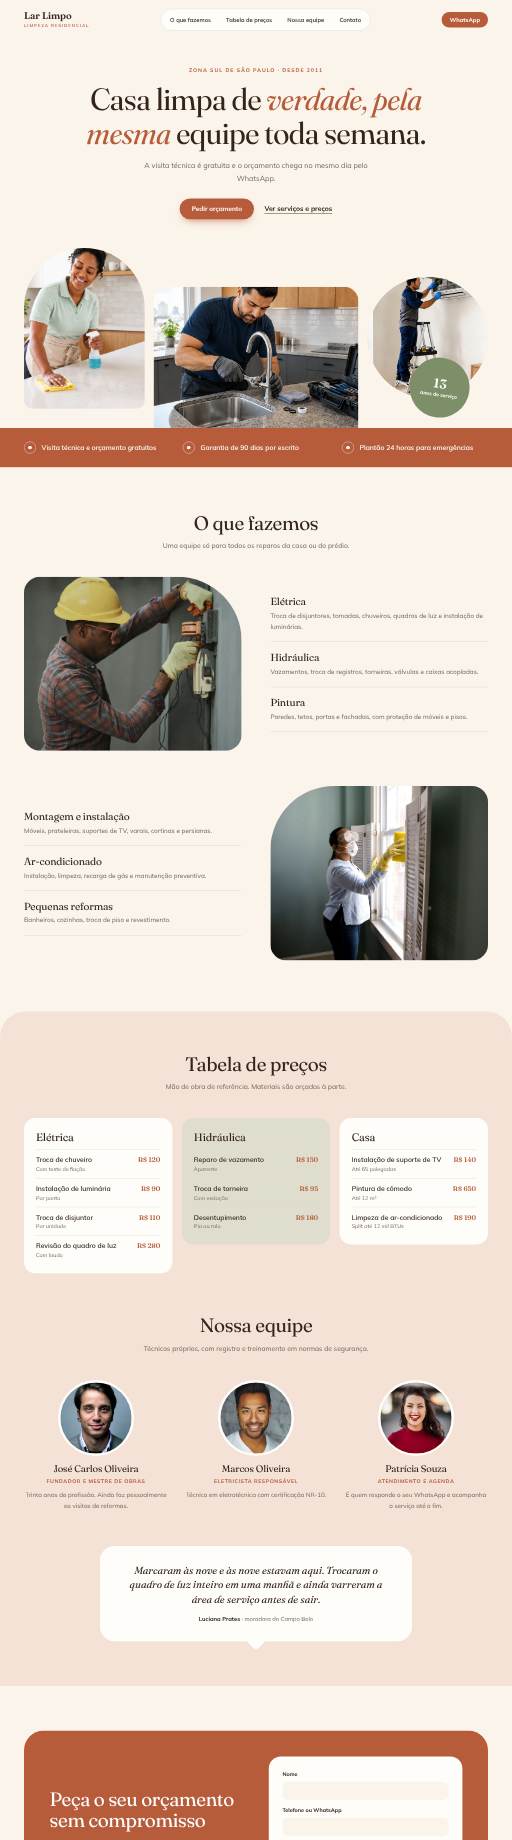 Lar Limpo
LIMPEZA RESIDENCIAL
O que fazemos
Tabela de preços
Nossa equipe
Contato
WhatsApp
ZONA SUL DE SÃO PAULO · DESDE 2011
Casa limpa de verdade, pela
mesma equipe toda semana.
A visita técnica é gratuita e o orçamento chega no mesmo dia pelo
WhatsApp.
Pedir orçamento
Ver serviços e preços
13
anos de serviço
Visita técnica e orçamento gratuitos
Garantia de 90 dias por escrito
Plantão 24 horas para emergências
O que fazemos
Uma equipe só para todos os reparos da casa ou do prédio.
Elétrica
Troca de disjuntores, tomadas, chuveiros, quadros de luz e instalação de
luminárias.
Hidráulica
Vazamentos, troca de registros, torneiras, válvulas e caixas acopladas.
Pintura
Paredes, tetos, portas e fachadas, com proteção de móveis e pisos.
Montagem e instalação
Móveis, prateleiras, suportes de TV, varais, cortinas e persianas.
Ar-condicionado
Instalação, limpeza, recarga de gás e manutenção preventiva.
Pequenas reformas
Banheiros, cozinhas, troca de piso e revestimento.
Tabela de preços
Mão de obra de referência. Materiais são orçados à parte.
Elétrica
Troca de chuveiro R$ 120
Com teste de fiação
Instalação de luminária R$ 90
Por ponto
Troca de disjuntor R$ 110
Por unidade
Revisão do quadro de luz R$ 280
Com laudo
Hidráulica
Reparo de vazamento R$ 150
Aparente
Troca de torneira R$ 95
Com vedação
Desentupimento R$ 180
Pia ou ralo
Casa
Instalação de suporte de TV R$ 140
Até 65 polegadas
Pintura de cômodo R$ 650
Até 12 m²
Limpeza de ar-condicionado R$ 190
Split até 12 mil BTUs
Nossa equipe
Técnicos próprios, com registro e treinamento em normas de segurança.
José Carlos Oliveira
FUNDADOR E MESTRE DE OBRAS
Trinta anos de profissão. Ainda faz pessoalmente
as visitas de reformas.
Marcos Oliveira
ELETRICISTA RESPONSÁVEL
Técnico em eletrotécnica com certificação NR-10.
Patrícia Souza
ATENDIMENTO E AGENDA
É quem responde o seu WhatsApp e acompanha
o serviço até o fim.
Marcaram às nove e às nove estavam aqui. Trocaram o
quadro de luz inteiro em uma manhã e ainda varreram a
área de serviço antes de sair.
Luciana Prates · moradora do Campo Belo
Peça o seu orçamento
sem compromisso
Nome
Telefone ou WhatsApp